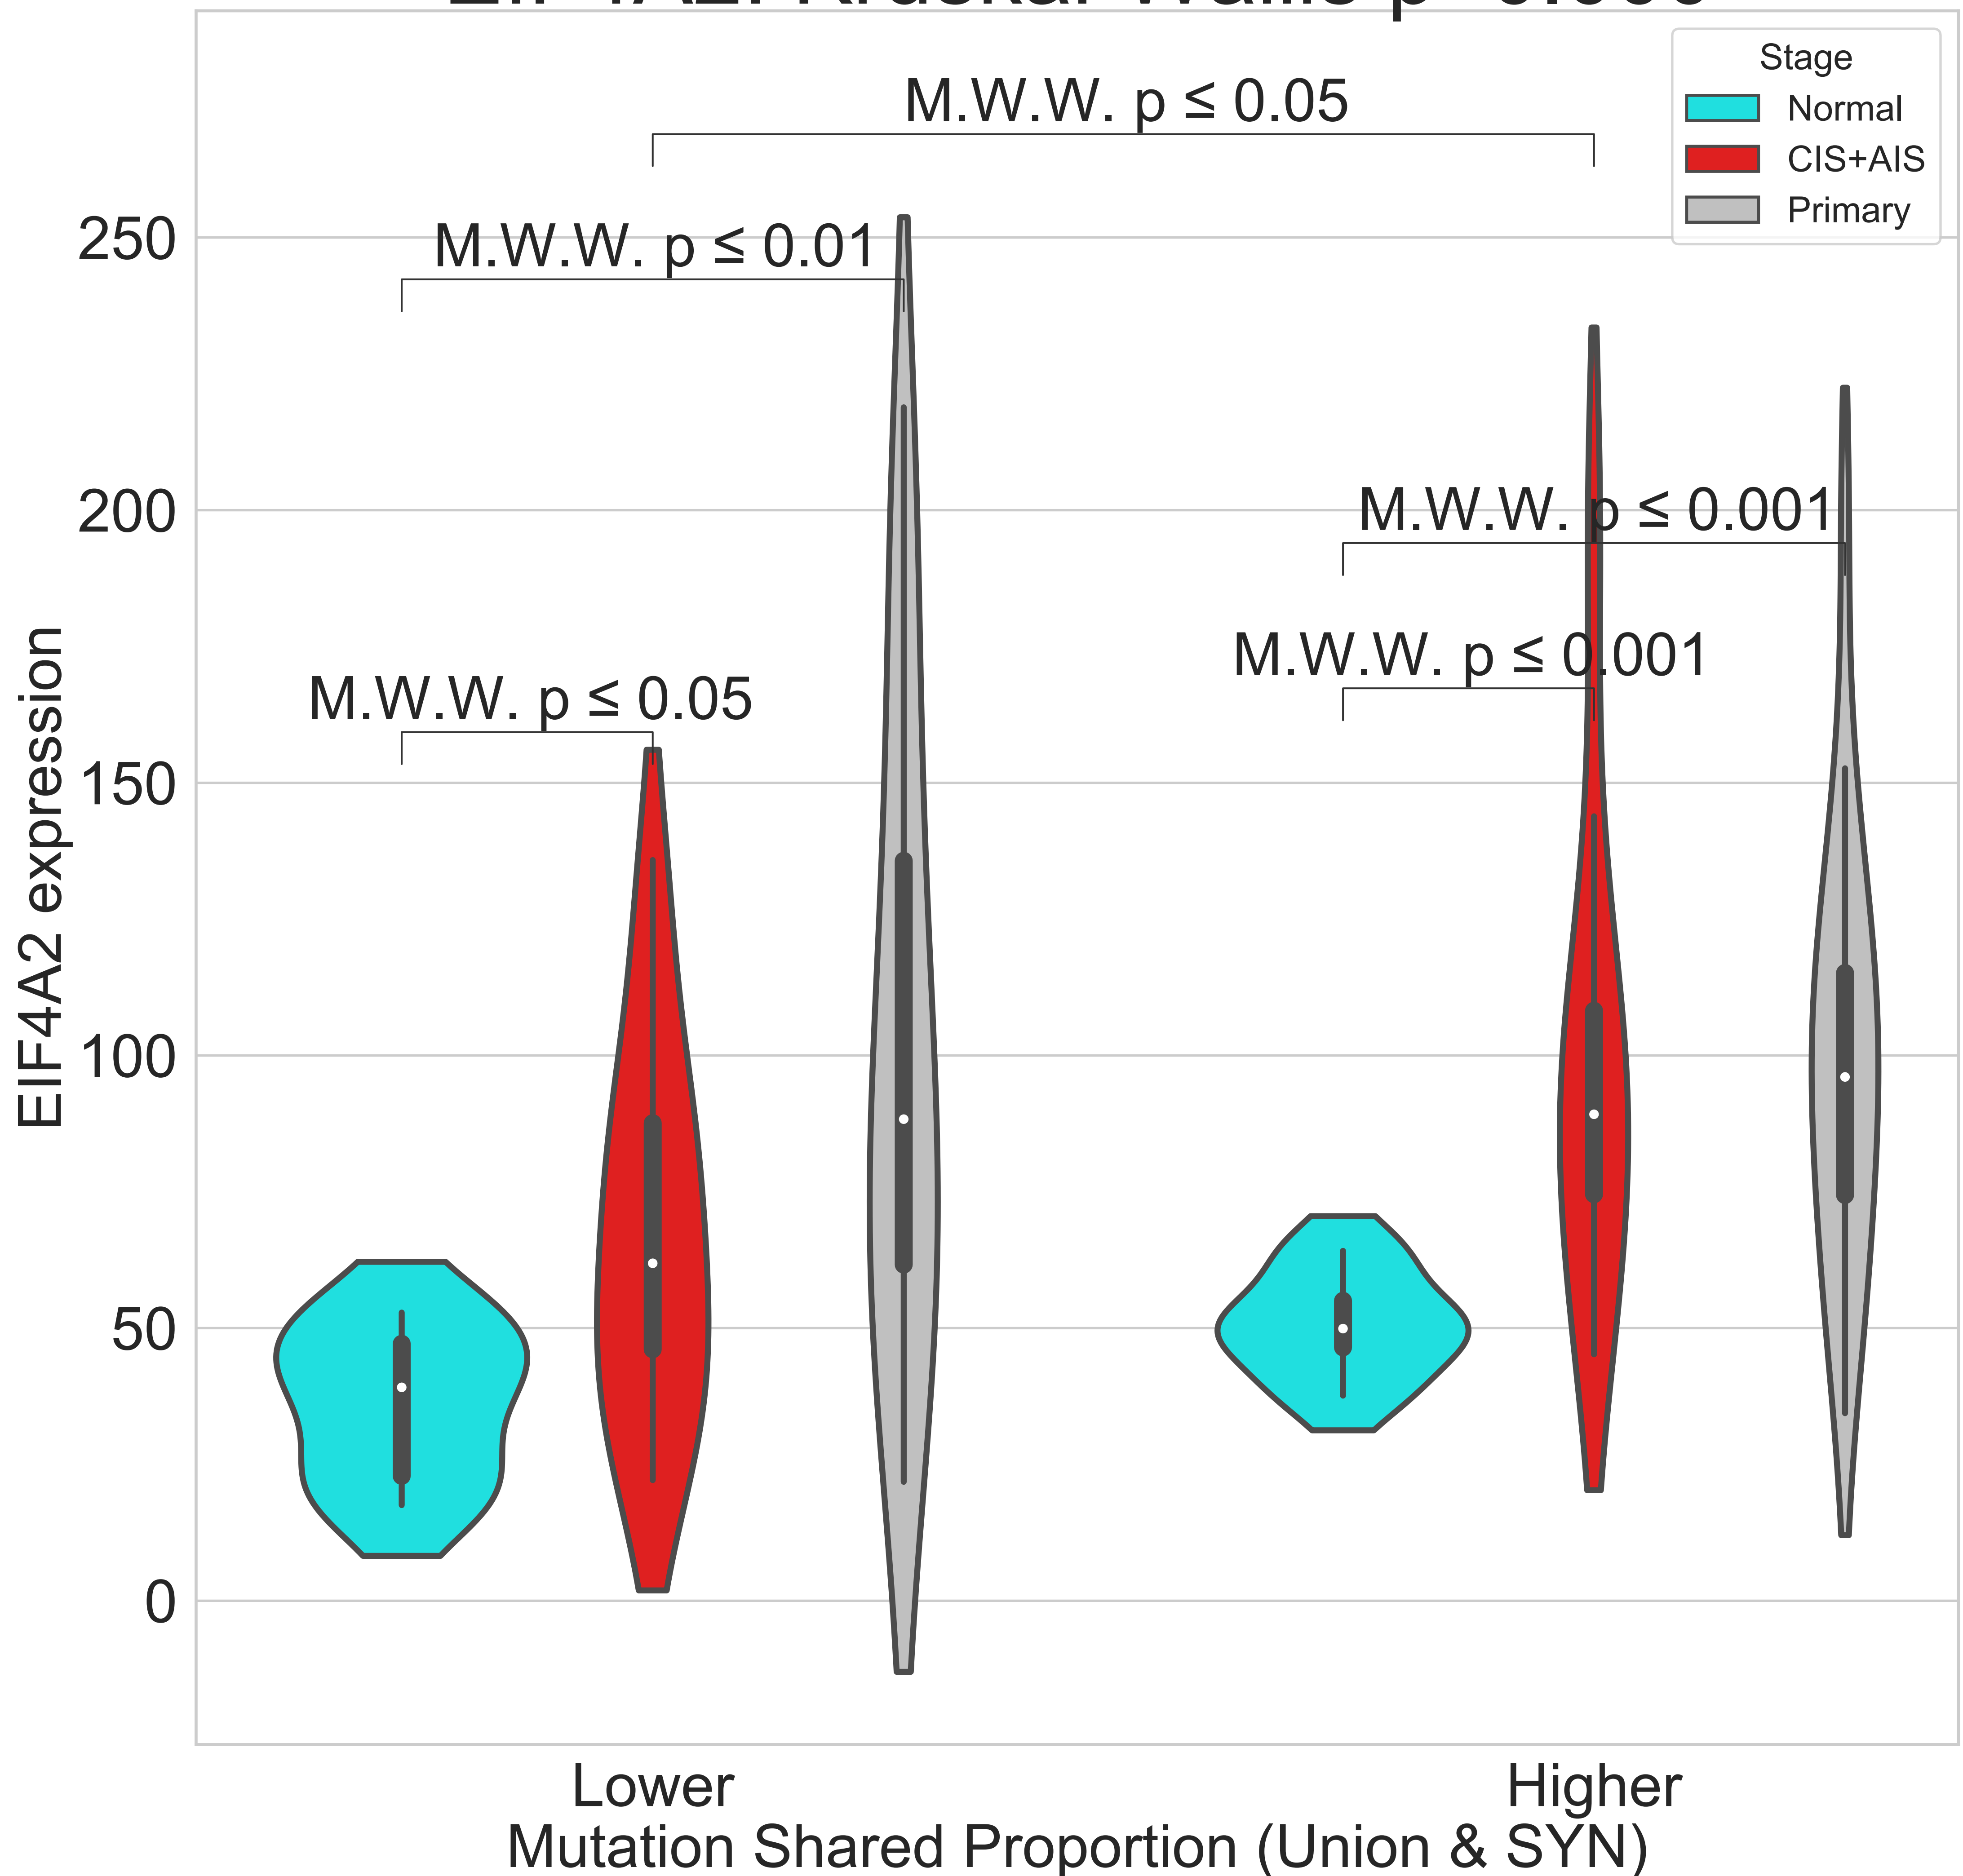 Stage
Normal
CIS+AIS
Primary
M.W.W. p ≤ 0.05
M.W.W. p ≤ 0.01
M.W.W. p ≤ 0.001
M.W.W. p ≤ 0.001
M.W.W. p ≤ 0.05
250
200
150
100
50
0
EIF4A2 expression
Lower
Higher
Mutation Shared Proportion (Union & SYN)